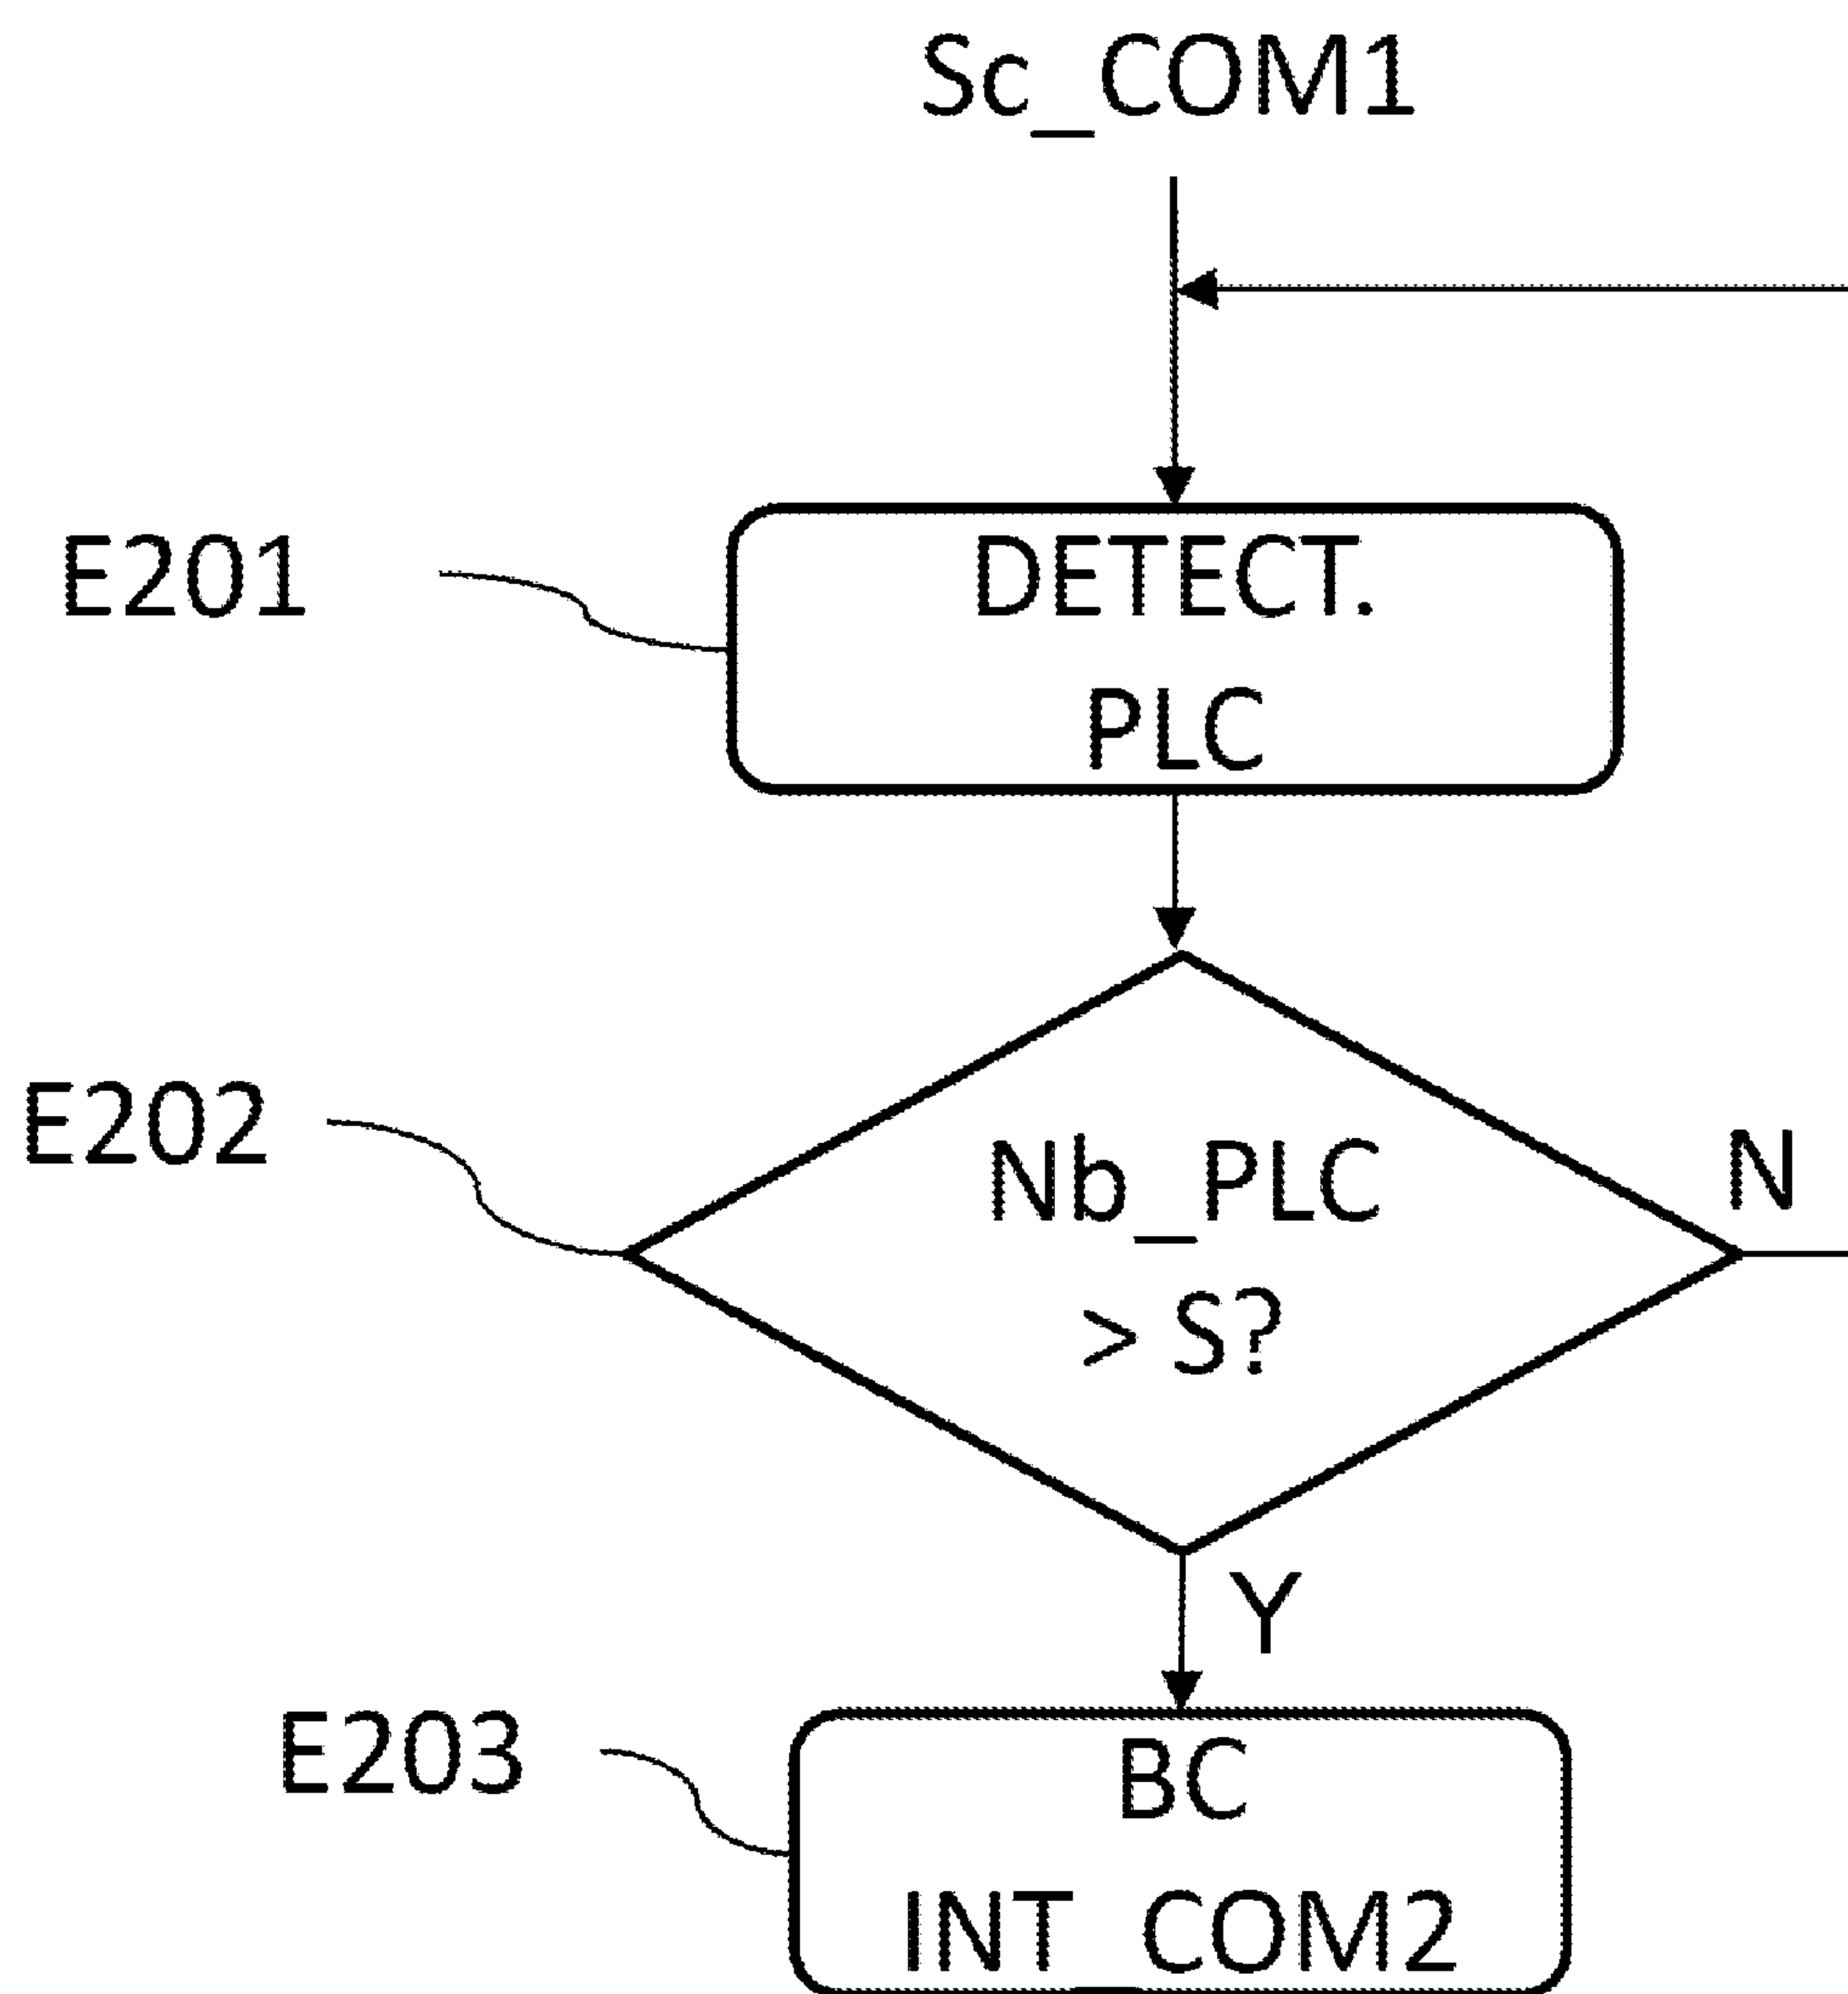 Sc_COM1
E201
DETECT.
PLC
E202
Nb_PLC
> S?
N
Y
E203
BC
INT_COM2